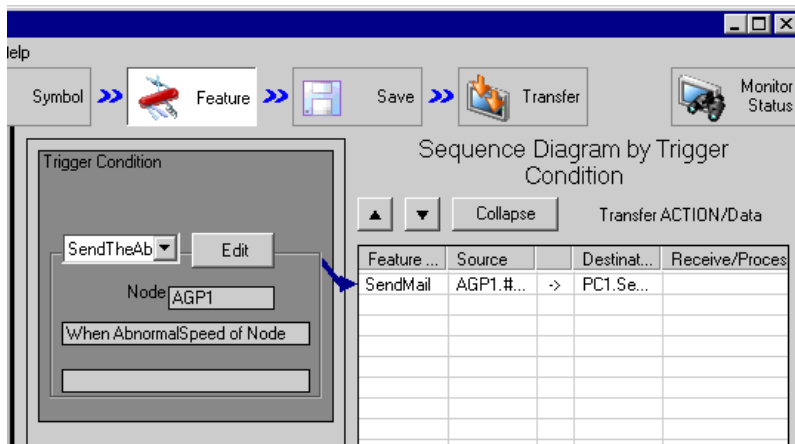 Help
Symbol
Feature
Save
Transfer
Monitor
Status
Trigger Condition
SendTheAb
Edit
Node
AGP1
When AbnormalSpeed of Node
Sequence Diagram by Trigger
Condition
Collapse
Transfer ACTION/Data
Feature ... Source Destinat... Receive/Proces
SendMail AGP1.#... -> PC1.Se...